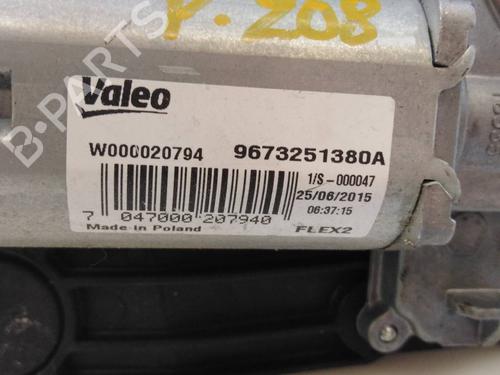 P. 208
Valeo
W000020794 9673251380A
1/S-000047
25/06/2015
06:37:15
7 047000 207940
Made in Poland FLEX2
B-PARTS